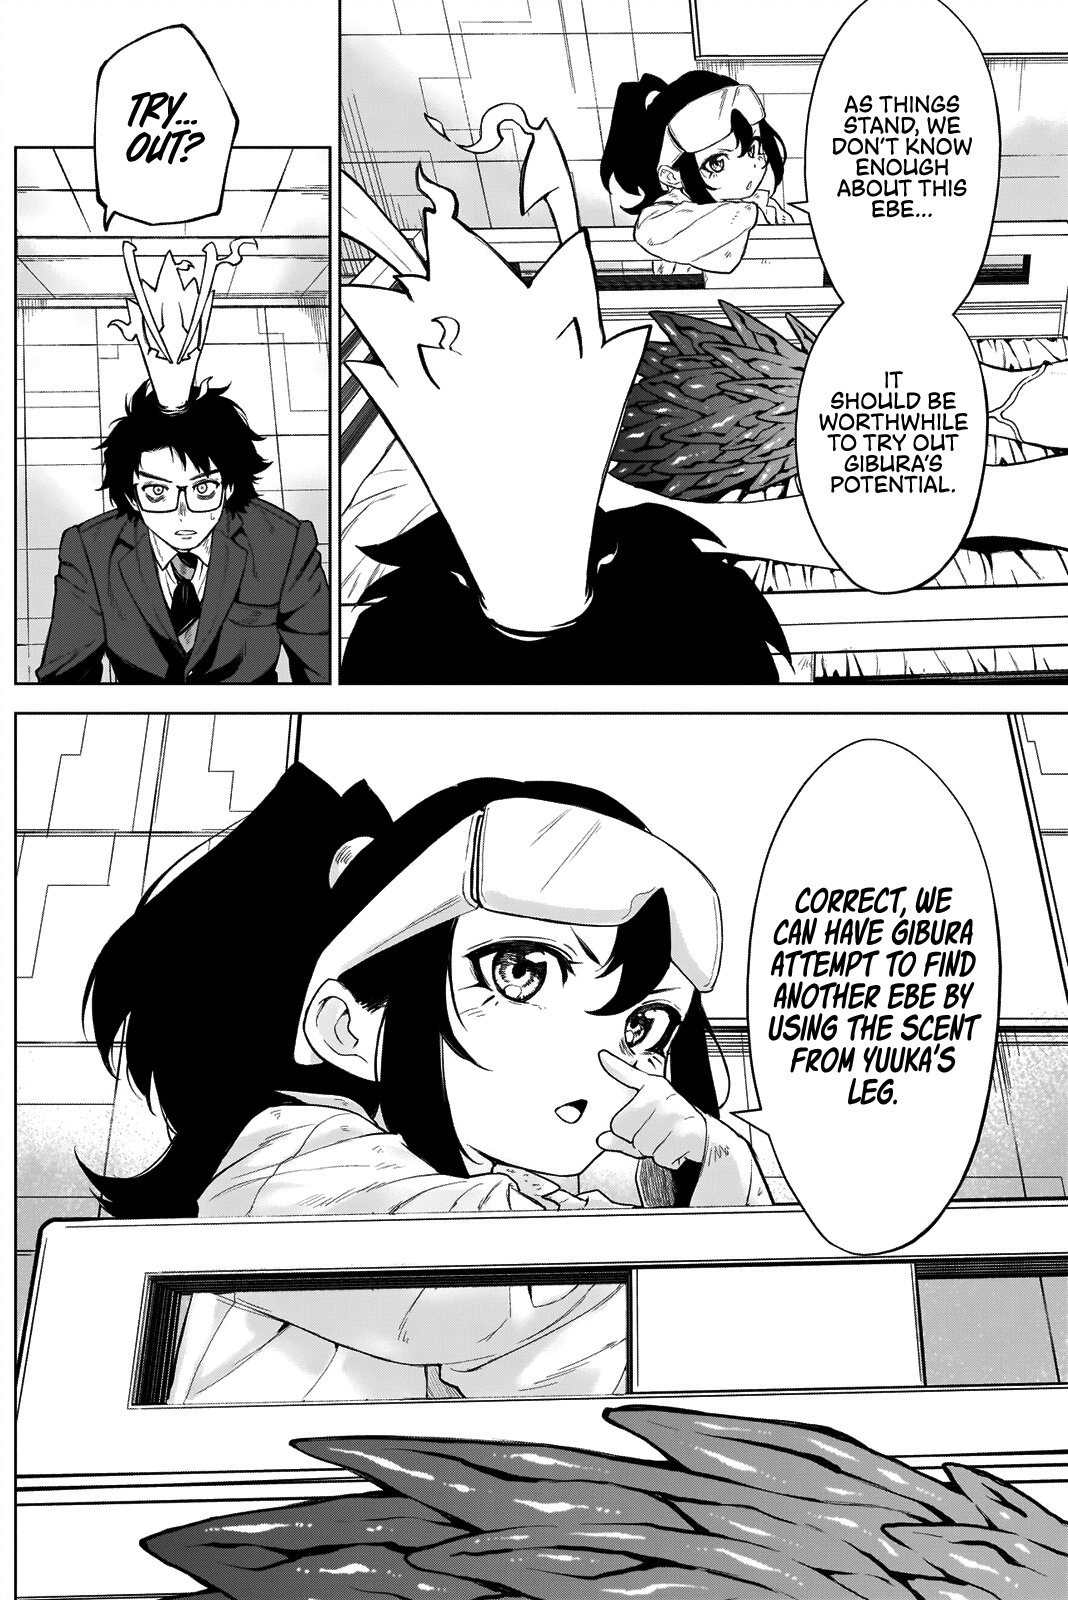 AS THINGS
STAND, WE
DON'T KNOW
ENOUGH
ABOUT THIS
EBE...
IT
SHOULD BE
WORTHWHILE
TO TRY OUT
GIBURA'S
POTENTIAL.
TRY...
OUT?
CORRECT, WE
CAN HAVE GIBURA
ATTEMPT TO FIND
ANOTHER EBE BY
USING THE SCENT
FROM YUUKA'S
LEG.